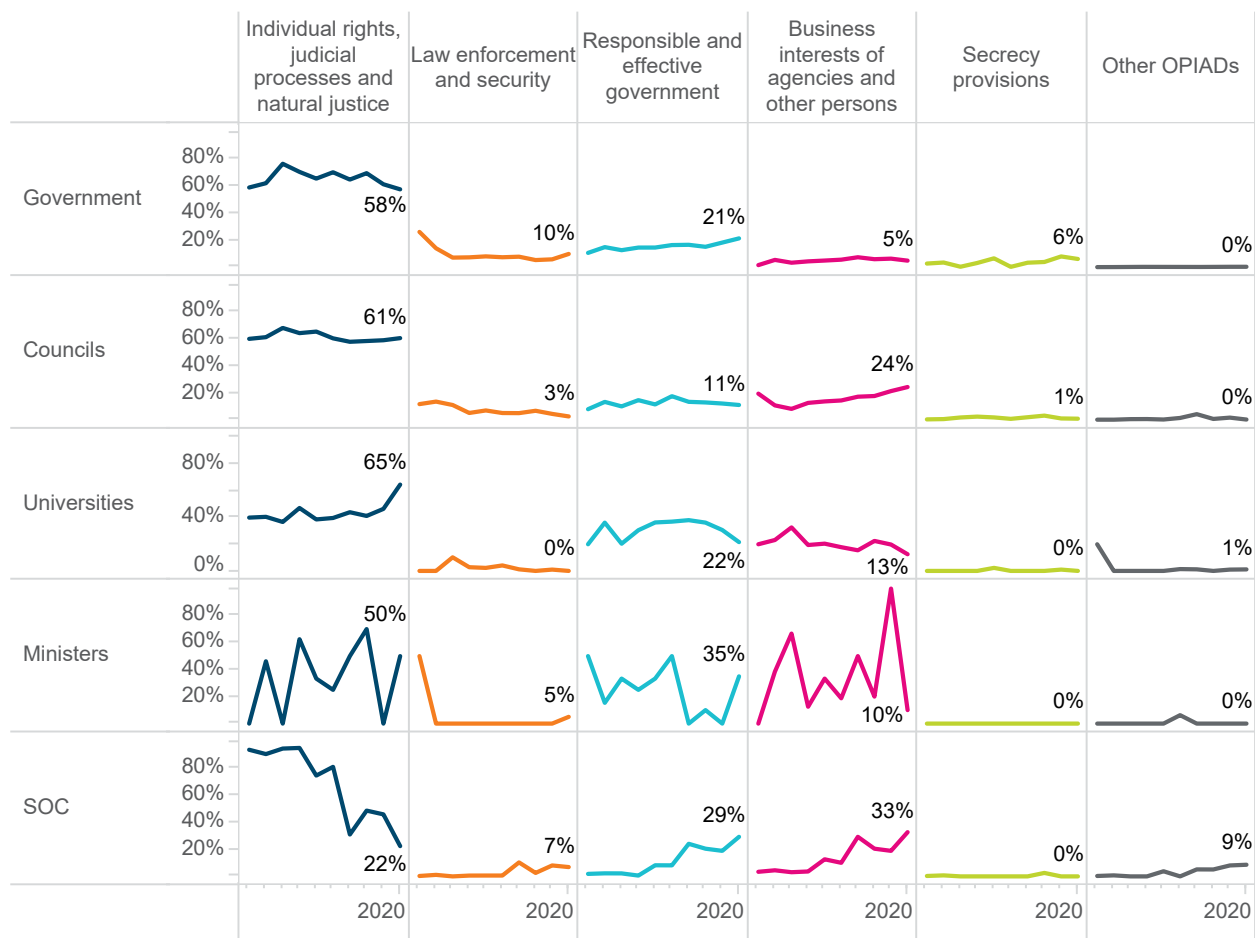 Individual rights,
judicial
processes and
natural justice
Law enforcement
and security
Responsible and
effective
government
Business
interests of
agencies and
other persons
Secrecy
provisions
Other OPIADs
Government
80%
60%
40%
20%
58%
10%
21%
5%
6%
0%
Councils
80%
60%
40%
20%
61%
3%
11%
24%
1%
0%
Universities
80%
40%
0%
65%
0%
22%
13%
0%
1%
Ministers
80%
60%
40%
20%
50%
5%
35%
10%
0%
0%
SOC
80%
60%
40%
20%
22%
7%
29%
33%
0%
9%
2020
2020
2020
2020
2020
2020